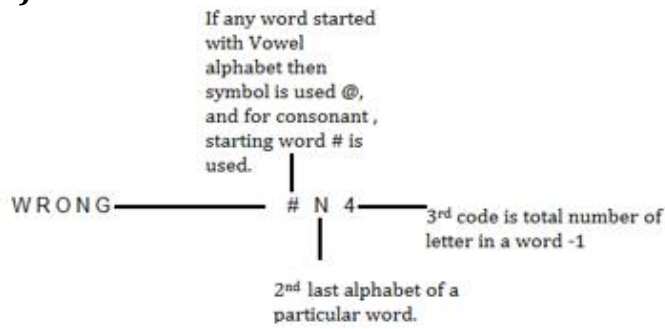 If any word started
with Vowel
alphabet then
symbol is used @,
and for consonant ,
starting word # is
used.
WRONG # N 4
3rd code is total number of
letter in a word -1
2nd last alphabet of a
particular word.